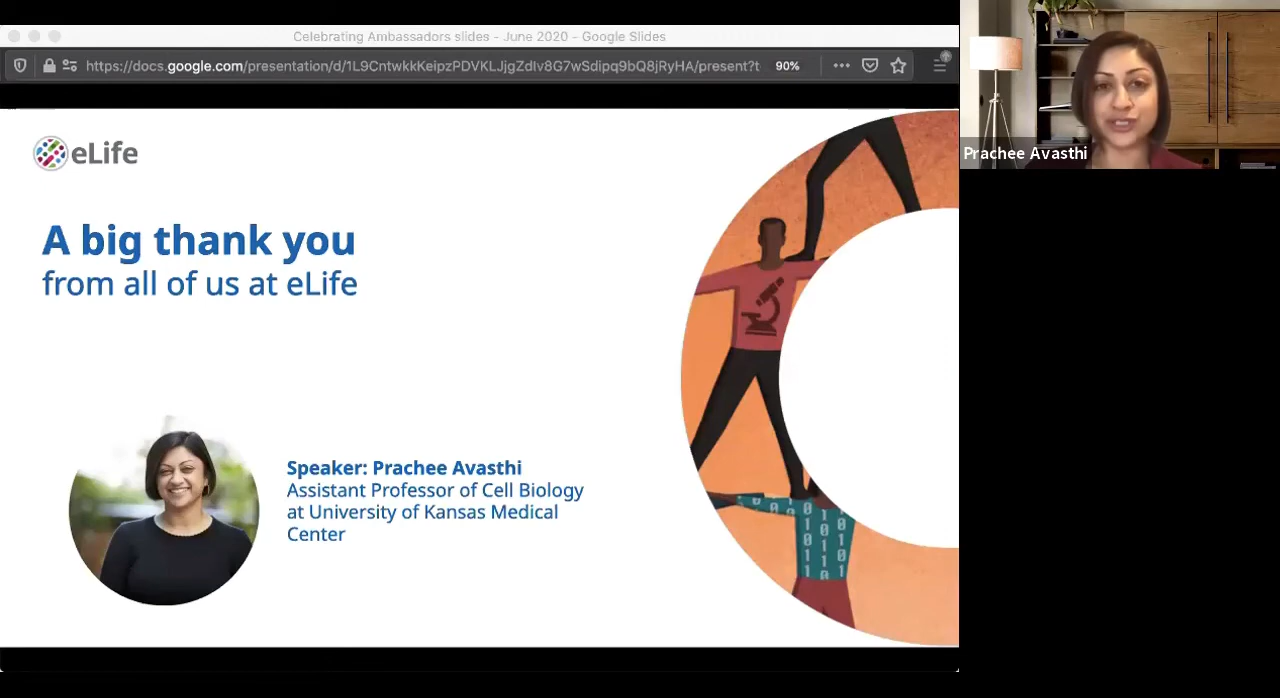 Celebrating Ambassadors slides - June 2020 - Google Slides
https://docs.google.com/presentation/d/1L9CntwkkKeipzPDVKLJjgZdIv8G7wSdipq9bQ8jRyHA/present?t
90%
Prachee Avasthi
eLife
A big thank you
from all of us at eLife
Speaker: Prachee Avasthi
Assistant Professor of Cell Biology
at University of Kansas Medical
Center